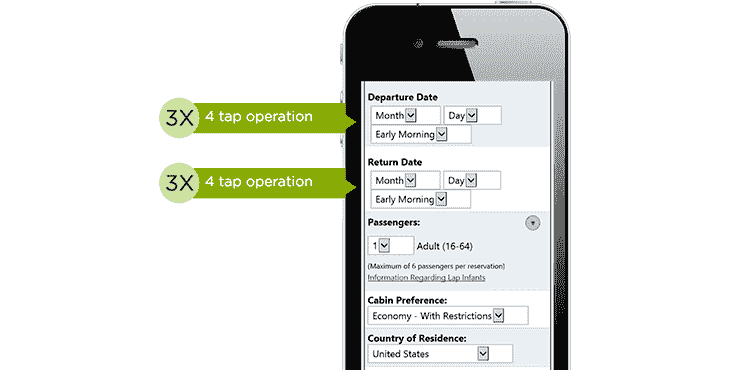 Departure Date
3X 4 tap operation
Month Day
Early Morning
Return Date
3X 4 tap operation
Month Day
Early Morning
Passengers:
1 Adult (16-64)
(Maximum of 6 passengers per reservation)
Information Regarding Lap Infants
Cabin Preference:
Economy - With Restrictions
Country of Residence:
United States